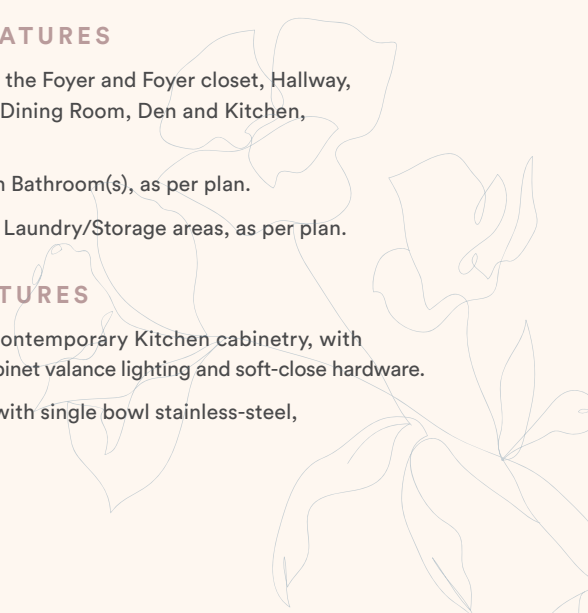 ATURES
the Foyer and Foyer closet, Hallway,
Dining Room, Den and Kitchen,
Bathroom(s), as per plan.
Laundry/Storage areas, as per plan.
TURES
ontemporary Kitchen cabinetry, with
binet valance lighting and soft-close hardware.
with single bowl stainless-steel,